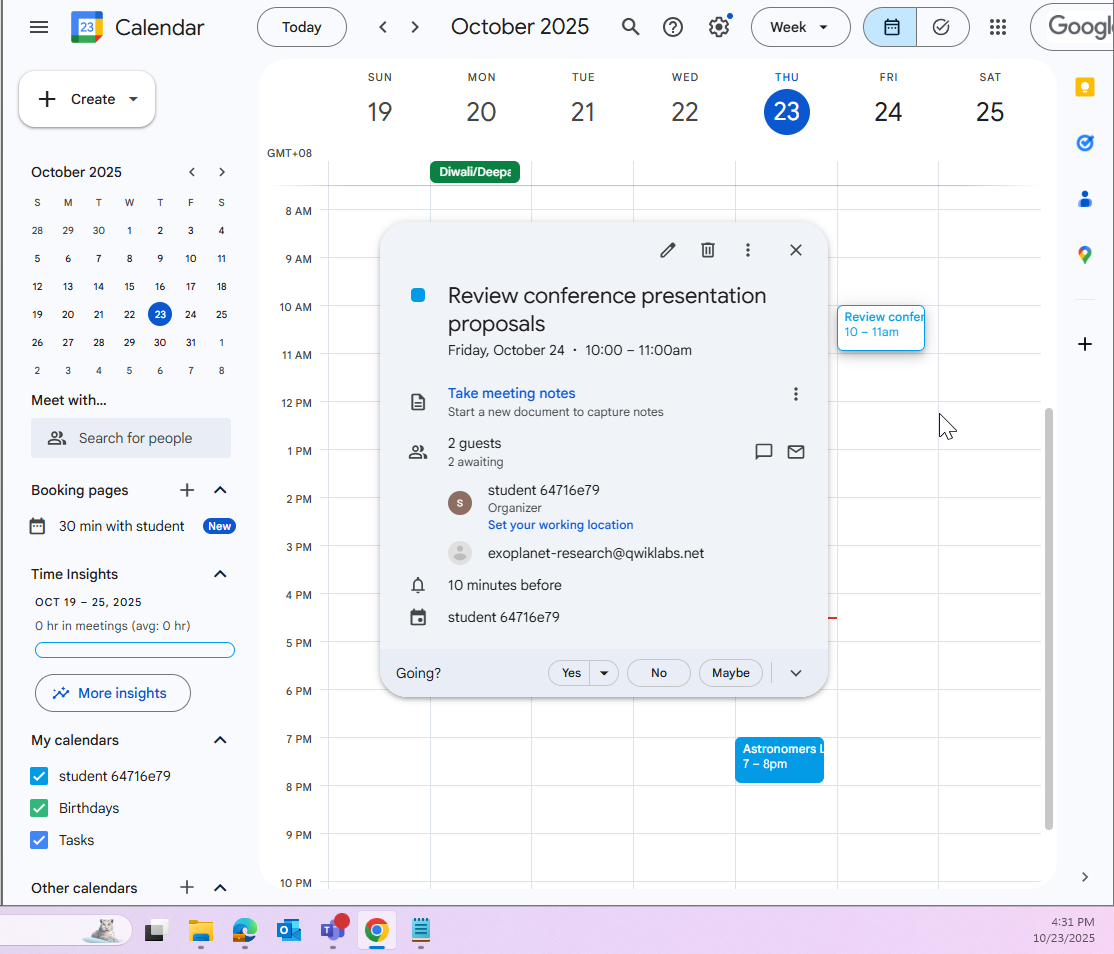 23
Calendar
Today
October 2025
Week
Google
Create
SUN
MON
TUE
WED
THU
FRI
SAT
19
20
21
22
23
24
25
GMT+08
Diwali/Deepa
October 2025
S M T W T F S
28 29 30 1 2 3 4
5 6 7 8 9 10 11
12 13 14 15 16 17 18
19 20 21 22 23 24 25
26 27 28 29 30 31 1
2 3 4 5 6 7 8
Meet with...
Search for people
Booking pages
30 min with student
New
Time Insights
OCT 19 – 25, 2025
0 hr in meetings (avg: 0 hr)
More insights
My calendars
student 64716e79
Birthdays
Tasks
Other calendars
8 AM
9 AM
10 AM
11 AM
12 PM
1 PM
2 PM
3 PM
4 PM
5 PM
6 PM
7 PM
8 PM
9 PM
10 PM
Review conference presentation
proposals
Friday, October 24 · 10:00 – 11:00am
Take meeting notes
Start a new document to capture notes
2 guests
2 awaiting
S
student 64716e79
Organizer
Set your working location
exoplanet-research@qwiklabs.net
10 minutes before
student 64716e79
Going?
Yes
No
Maybe
Review confer
10 – 11am
Astronomers L
7 – 8pm
4:31 PM
10/23/2025